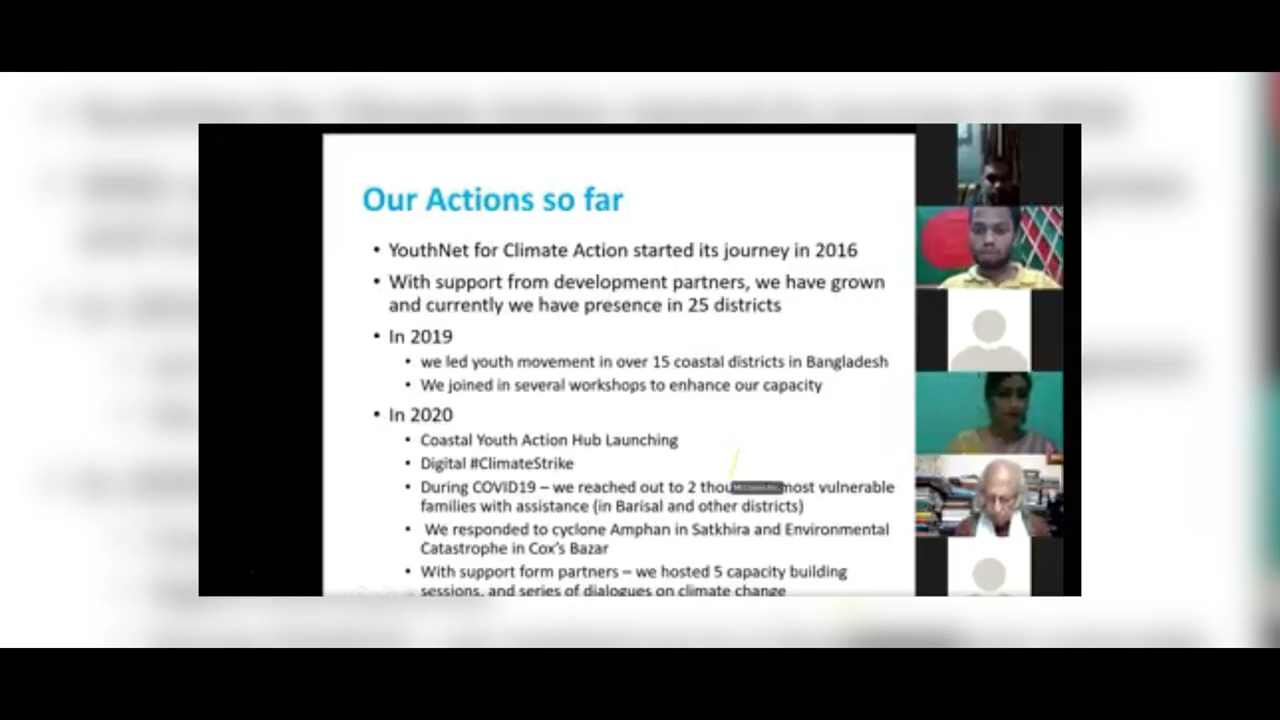 Our Actions so far
• YouthNet for Climate Action started its journey in 2016
• With support from development partners, we have grown
and currently we have presence in 25 districts
• In 2019
• we led youth movement in over 15 coastal districts in Bangladesh
• We joined in several workshops to enhance our capacity
• In 2020
• Coastal Youth Action Hub Launching
• Digital #ClimateStrike
• During COVID19 – we reached out to 2 most vulnerable
families with assistance (in Barisal and other districts)
• We responded to cyclone Amphan in Satkhira and Environmental
Catastrophe in Cox's Bazar
• With support form partners – we hosted 5 capacity building
sessions, and series of dialogues on climate change